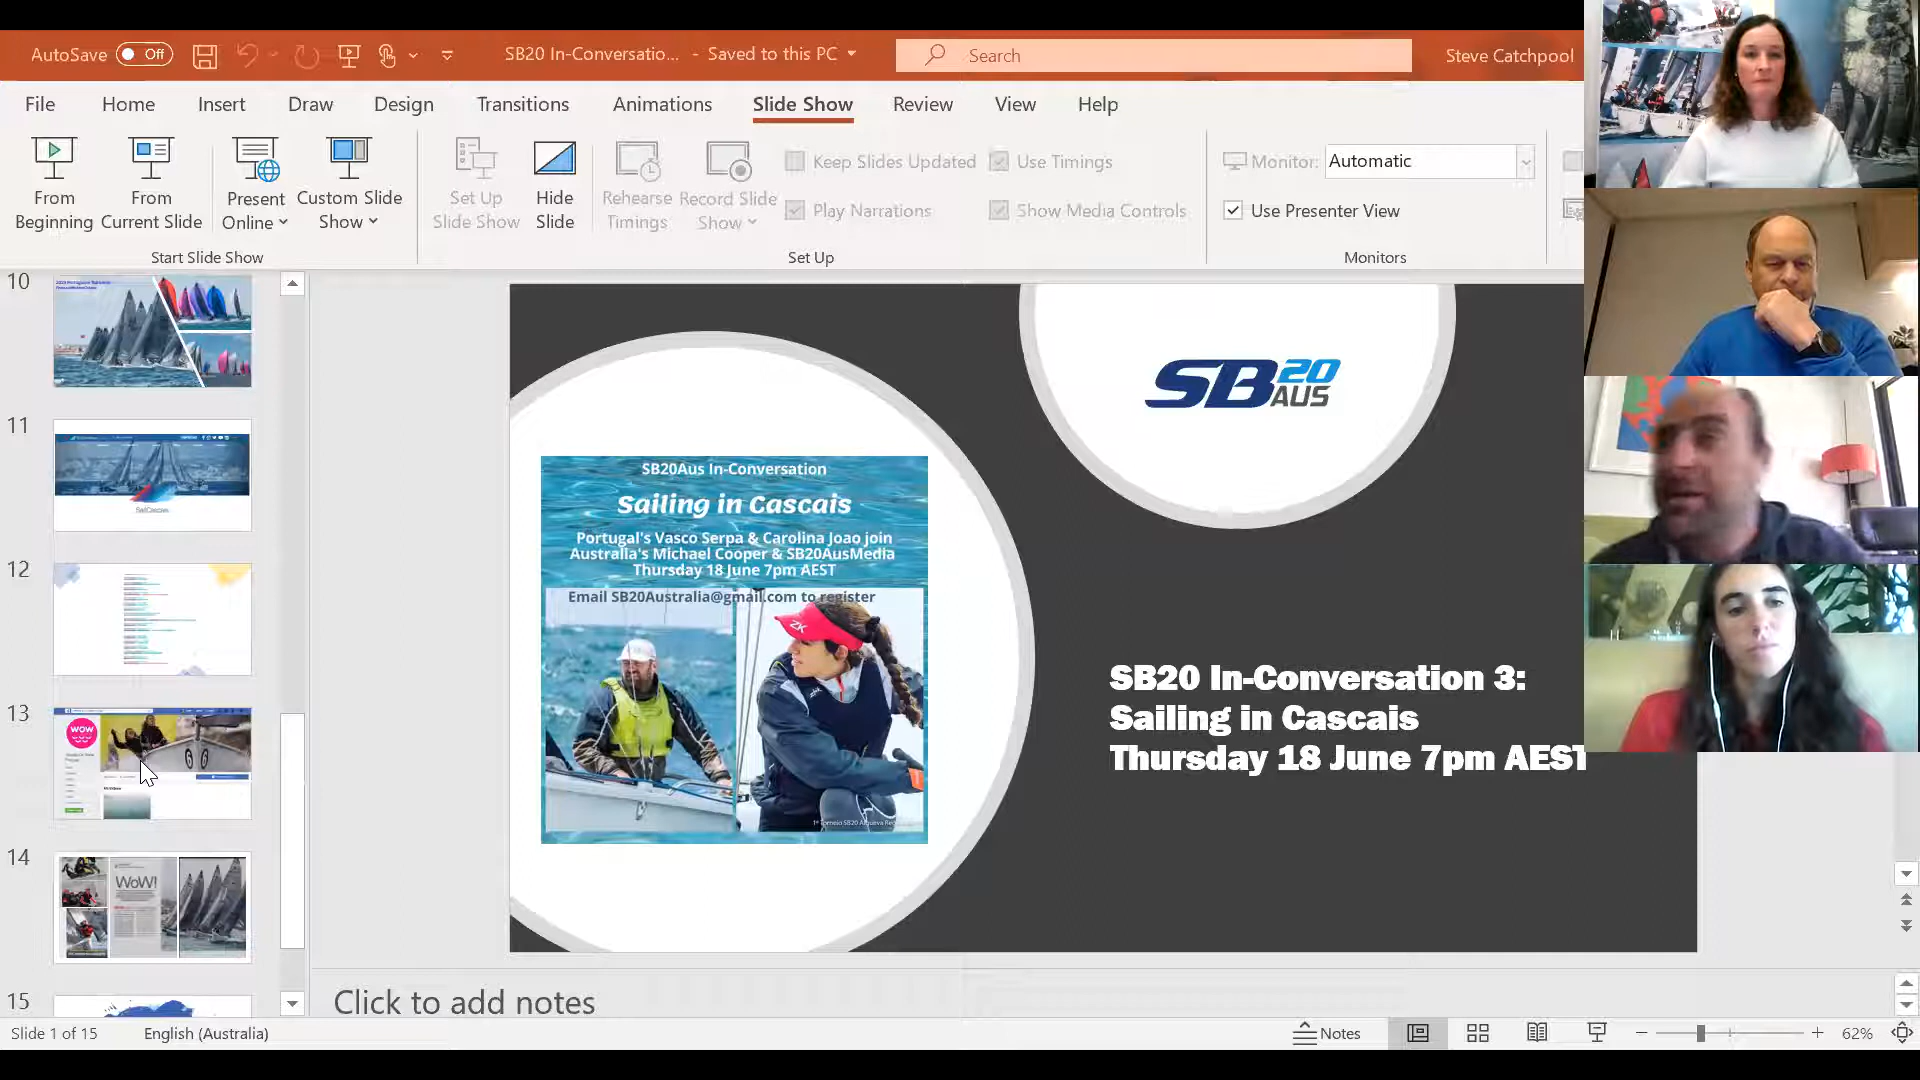 AutoSave Off
SB20 In-Conversatio... - Saved to this PC
Search
Steve Catchpool
File Home Insert Draw Design Transitions Animations Slide Show Review View Help
From Beginning
From Current Slide
Present Online
Custom Slide Show
Set Up Slide Show
Hide Slide
Rehearse Timings
Record Slide Show
Keep Slides Updated
Play Narrations
Use Timings
Show Media Controls
Monitor: Automatic
Use Presenter View
Start Slide Show
Set Up
Monitors
10
11
SailCascais
12
13
WOW
14
WoW!
15
SB20Aus In-Conversation
Sailing in Cascais
Portugal's Vasco Serpa & Carolina Joao join
Australia's Michael Cooper & SB20AusMedia
Thursday 18 June 7pm AEST
Email SB20Australia@gmail.com to register
ZK
SB20
AUS
SB20 In-Conversation 3:
Sailing in Cascais
Thursday 18 June 7pm AEST
Click to add notes
Slide 1 of 15
English (Australia)
Notes
62%